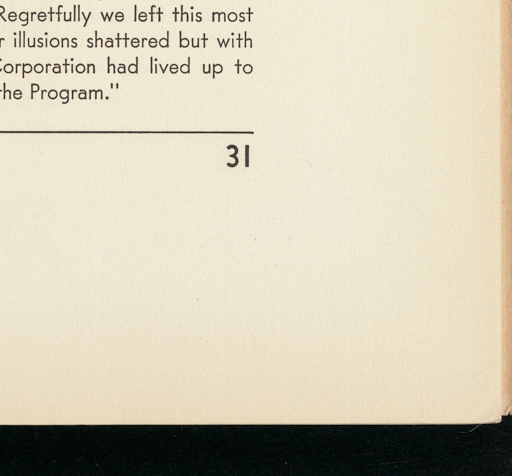 Regretfully we left this most
r illusions shattered but with
Corporation had lived up to
the Program."
31